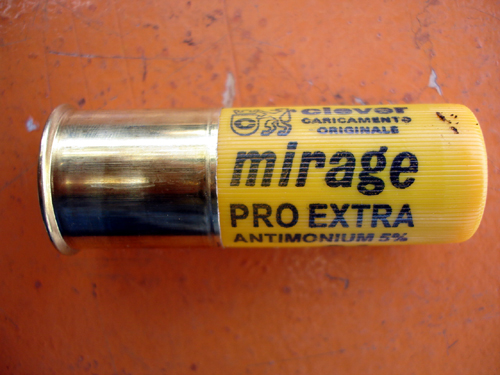 clever
CARICAMENTO
ORIGINALE
mirage
PRO EXTRA
ANTIMONIUM 5%